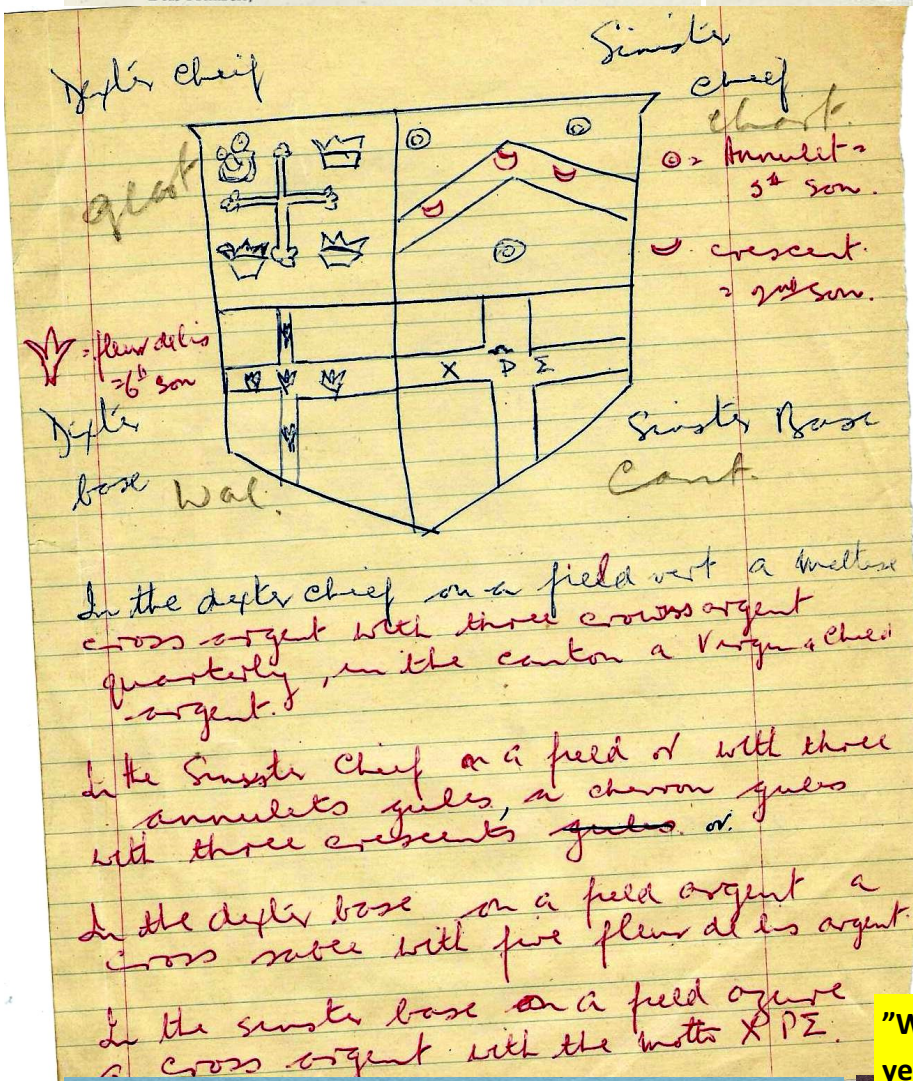 Dexter Cheif
Sinister
Cheif
Chart.
Glast
⊙ = Annulet =
5th son.
crescent.
= 2nd son.
= fleur de lis
= 6th son
X P Σ
Dexter
base
Wal.
Sinister Base
Cant.
In the dexter chief on a field vert a maltese
cross argent with three crowns argent
quarterly, in the canton a Virgin & Child
argent.
In the Sinsster Chief on a field or with three
annulets gules, a chevron gules
with three crescents gules or.
In the dexter base on a field argent a
cross sable with five fleur de lis argent.
In the sinster base on a field azure
a cross argent with the motto X P Σ.
"W
ve